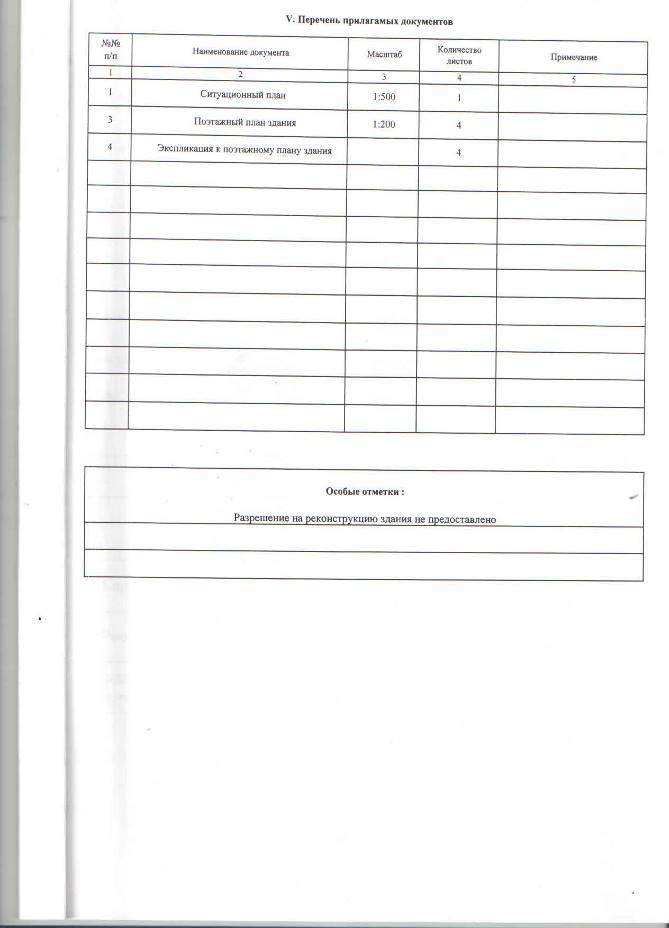 V. Перечень прилагамых документов
№№ п/п Наименование документа Масштаб Количество листов Примечание
1 2 3 4 5
1 Ситуационный план 1:500 1
3 Поэтажный план здания 1:200 4
4 Экспликация к поэтажному плану здания 4
Особые отметки :
Разрешение на реконструкцию здания не предоставлено